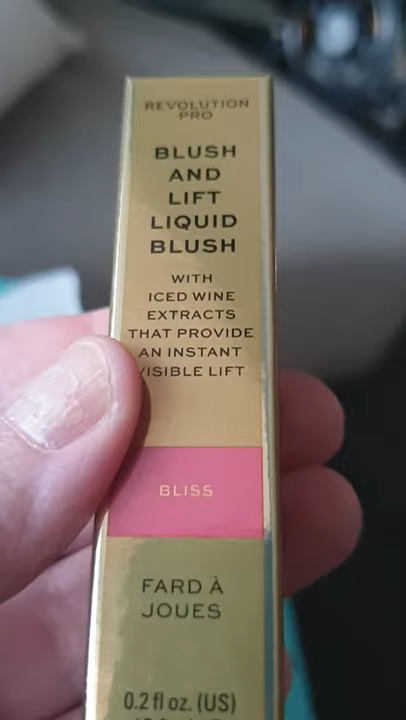 REVOLUTION
PRO
BLUSH
AND
LIFT
LIQUID
BLUSH
WITH
ICED WINE
EXTRACTS
THAT PROVIDE
AN INSTANT
VISIBLE LIFT
BLISS
FARD À
JOUES
0.2 fl oz. (US)